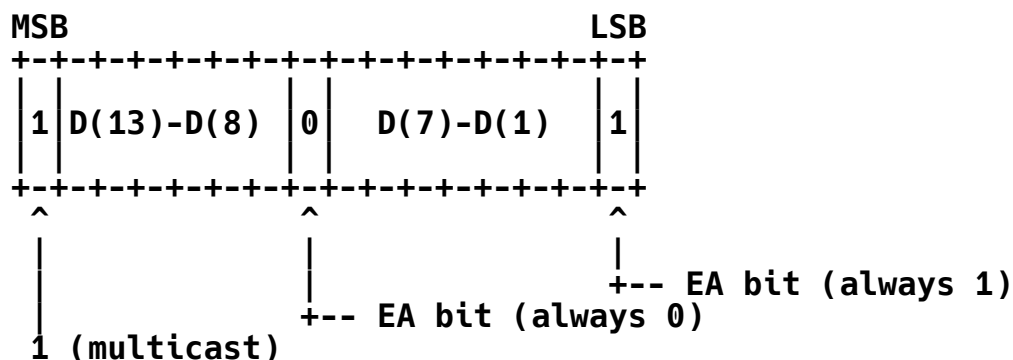 MSB                           LSB
+-+-+-+-+-+-+-+-+-+-+-+-+-+-+-+-+
| |           | |             | |
|1|D(13)-D(8) |0|  D(7)-D(1)  |1|
| |           | |             | |
+-+-+-+-+-+-+-+-+-+-+-+-+-+-+-+-+
 ^             ^               ^
 |             |               |
 |             |               +-- EA bit (always 1)
 |             +-- EA bit (always 0)
 1 (multicast)